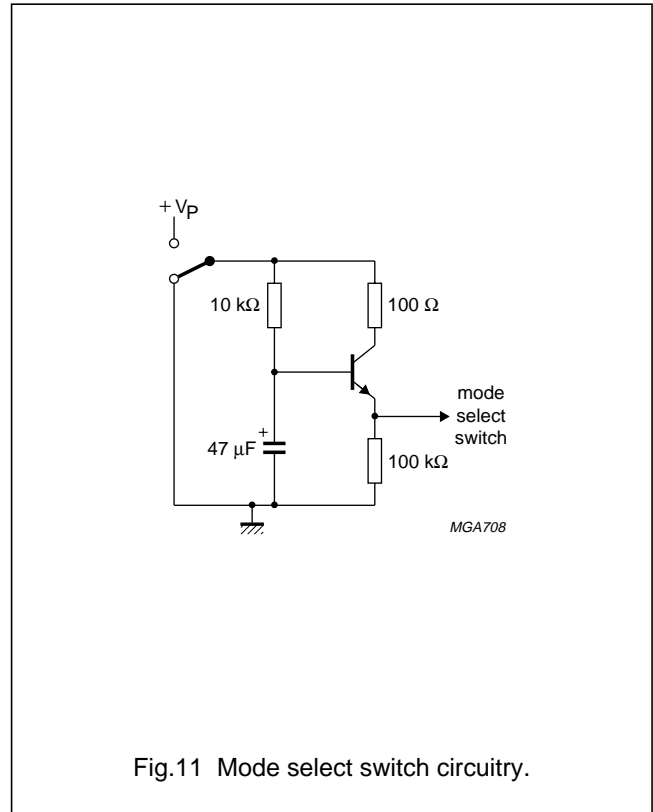 + VP
10 kΩ
100 Ω
mode
select
switch
47 μF
+
100 kΩ
MGA708
Fig.11 Mode select switch circuitry.